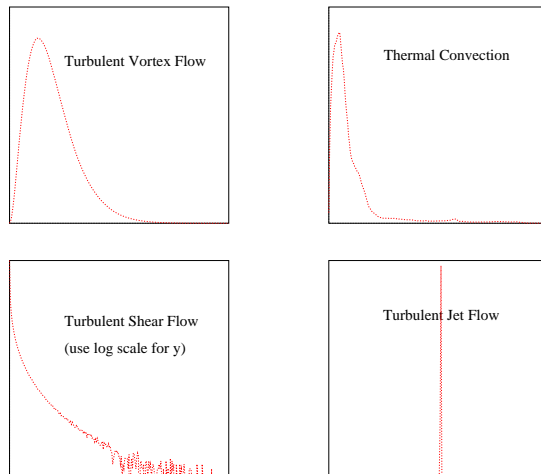 Turbulent Vortex Flow
Thermal Convection
Turbulent Shear Flow
(use log scale for y)
Turbulent Jet Flow